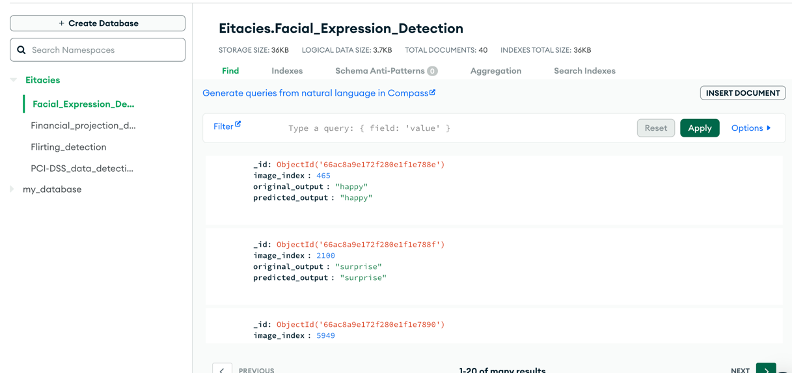 + Create Database
Search Namespaces
Eitacies
Facial_Expression_De...
Financial_projection_d...
Flirting_detection
PCI-DSS_data_detecti...
my_database
Eitacies.Facial_Expression_Detection
STORAGE SIZE: 36KB LOGICAL DATA SIZE: 3.7KB TOTAL DOCUMENTS: 40 INDEXES TOTAL SIZE: 36KB
Find Indexes Schema Anti-Patterns 0 Aggregation Search Indexes
Generate queries from natural language in Compass
INSERT DOCUMENT
Filter Type a query: { field: 'value' } Reset Apply Options
_id: ObjectId('66ac8a9e172f280e1f1e788e')
image_index : 465
original_output : "happy"
predicted_output : "happy"
_id: ObjectId('66ac8a9e172f280e1f1e788f')
image_index : 2100
original_output : "surprise"
predicted_output : "surprise"
_id: ObjectId('66ac8a9e172f280e1f1e7890')
image_index : 5949
PREVIOUS 1-20 of many results NEXT